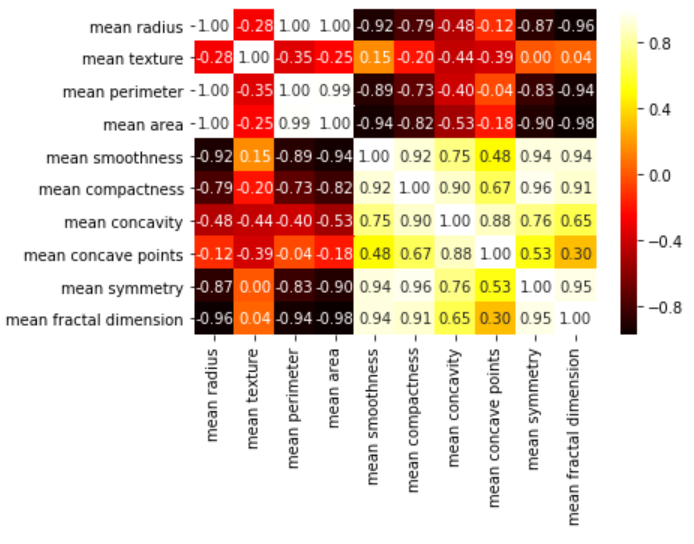 mean radius -1.00 -0.28 1.00 1.00 -0.92 -0.79 -0.48 -0.12 -0.87 -0.96
mean texture -0.28 1.00 -0.35 -0.25 0.15 -0.20 -0.44 -0.39 0.00 0.04
mean perimeter -1.00 -0.35 1.00 0.99 -0.89 -0.73 -0.40 -0.04 -0.83 -0.94
mean area -1.00 -0.25 0.99 1.00 -0.94 -0.82 -0.53 -0.18 -0.90 -0.98
mean smoothness -0.92 0.15 -0.89 -0.94 1.00 0.92 0.75 0.48 0.94 0.94
mean compactness -0.79 -0.20 -0.73 -0.82 0.92 1.00 0.90 0.67 0.96 0.91
mean concavity -0.48 -0.44 -0.40 -0.53 0.75 0.90 1.00 0.88 0.76 0.65
mean concave points -0.12 -0.39 -0.04 -0.18 0.48 0.67 0.88 1.00 0.53 0.30
mean symmetry -0.87 0.00 -0.83 -0.90 0.94 0.96 0.76 0.53 1.00 0.95
mean fractal dimension -0.96 0.04 -0.94 -0.98 0.94 0.91 0.65 0.30 0.95 1.00
mean radius
mean texture
mean perimeter
mean area
mean smoothness
mean compactness
mean concavity
mean concave points
mean symmetry
mean fractal dimension
0.8
0.4
0.0
−0.4
−0.8